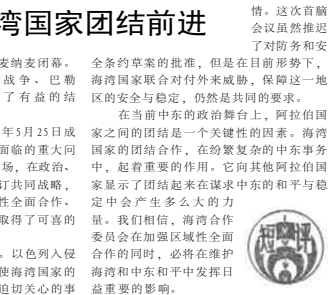 湾国家团结前进
麦纳麦闭幕。
战争、巴勒
了有益的结
年5月25日成
面临的重大问
场，在政治、
订共同战略，
性全面合作、
取得了可喜的
。以色列入侵
使海湾国家的
迫切关心的事
情。这次首脑
会议虽然推迟
了对防务和安
全条约草案的批准，但是在目前形势下，
海湾国家联合对付外来威胁，保障这一地
区的安全与稳定，仍然是共同的要求。
在当前中东的政治舞台上，阿拉伯国
家之间的团结是一个关键性的因素。海湾
国家的团结合作，在纷繁复杂的中东事务
中，起着重要的作用。它向其他阿拉伯国
家显示了团结起来在谋求中东的和平与稳
定中会产生多么大的力
量。我们相信，海湾合作
委员会在加强区域性全面
合作的同时，必将在维护
海湾和中东和平中发挥日
益重要的影响。
短评